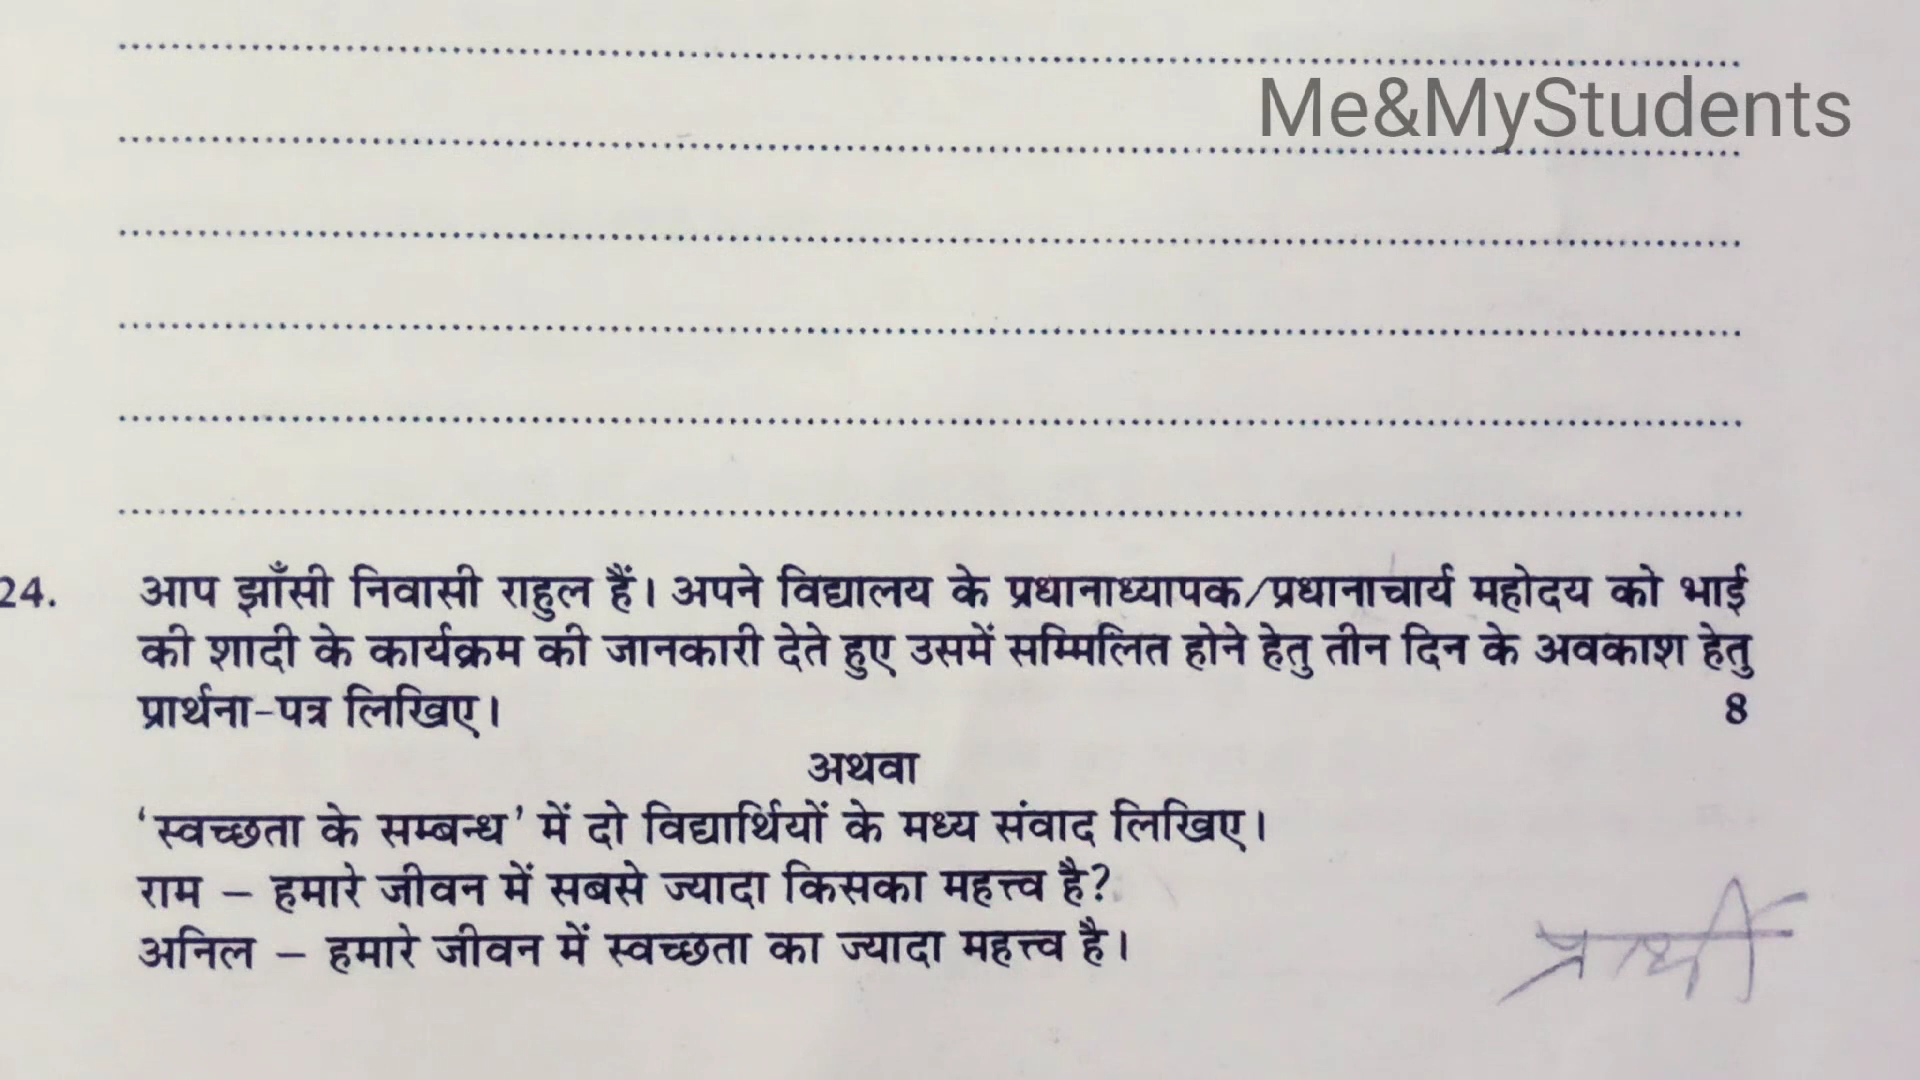 Me&MyStudents
24. आप झाँसी निवासी राहुल हैं। अपने विद्यालय के प्रधानाध्यापक/प्रधानाचार्य महोदय को भाई
की शादी के कार्यक्रम की जानकारी देते हुए उसमें सम्मिलित होने हेतु तीन दिन के अवकाश हेतु
प्रार्थना-पत्र लिखिए। 8
अथवा
'स्वच्छता के सम्बन्ध' में दो विद्यार्थियों के मध्य संवाद लिखिए।
राम – हमारे जीवन में सबसे ज्यादा किसका महत्त्व है?
अनिल – हमारे जीवन में स्वच्छता का ज्यादा महत्त्व है।
प्रार्थी